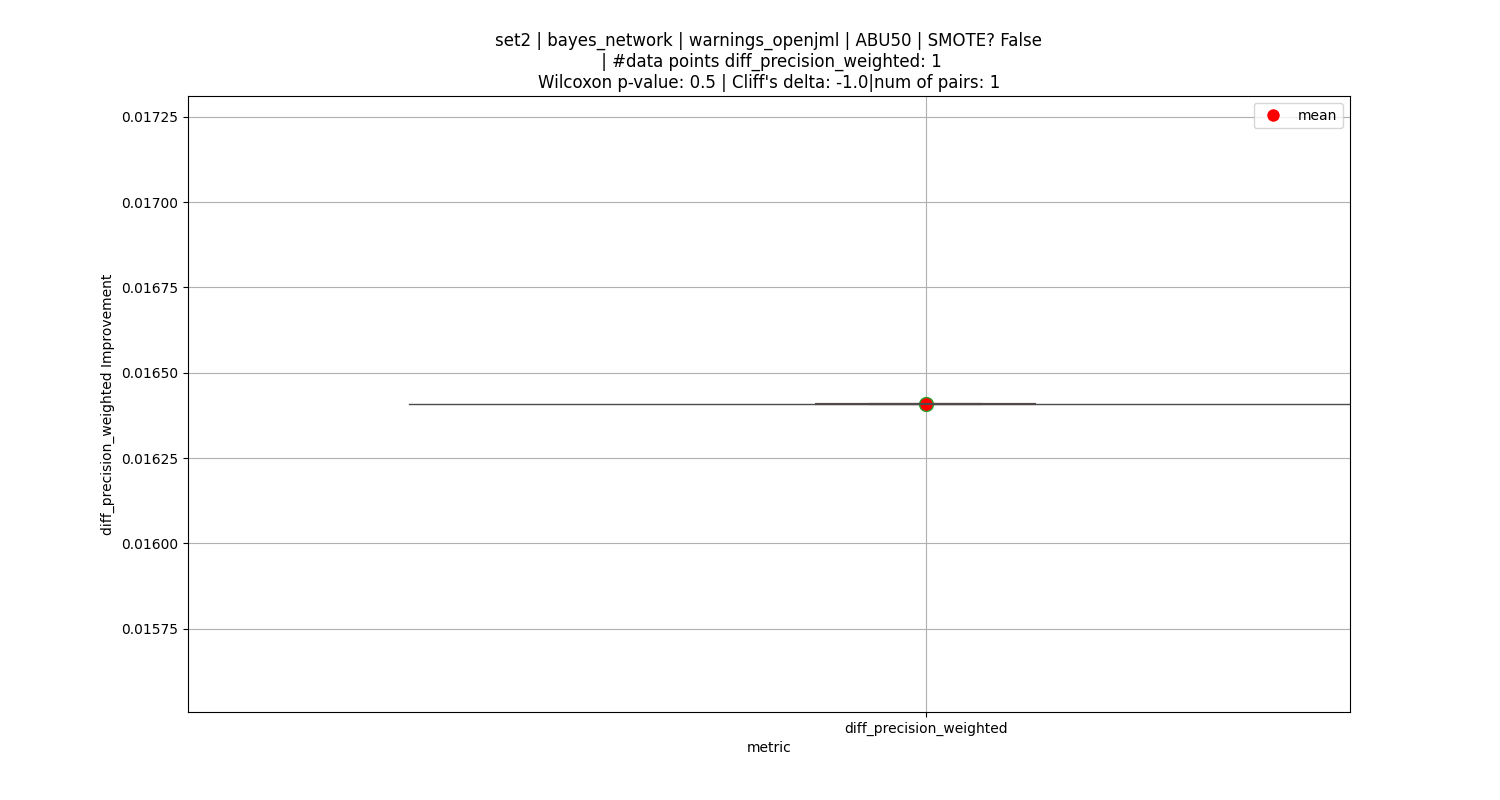 set2 | bayes_network | warnings_openjml | ABU50 | SMOTE? False
| #data points diff_precision_weighted: 1
Wilcoxon p-value: 0.5 | Cliff's delta: -1.0|num of pairs: 1
mean
0.01725
0.01700
0.01675
0.01650
0.01625
0.01600
0.01575
diff_precision_weighted Improvement
diff_precision_weighted
metric